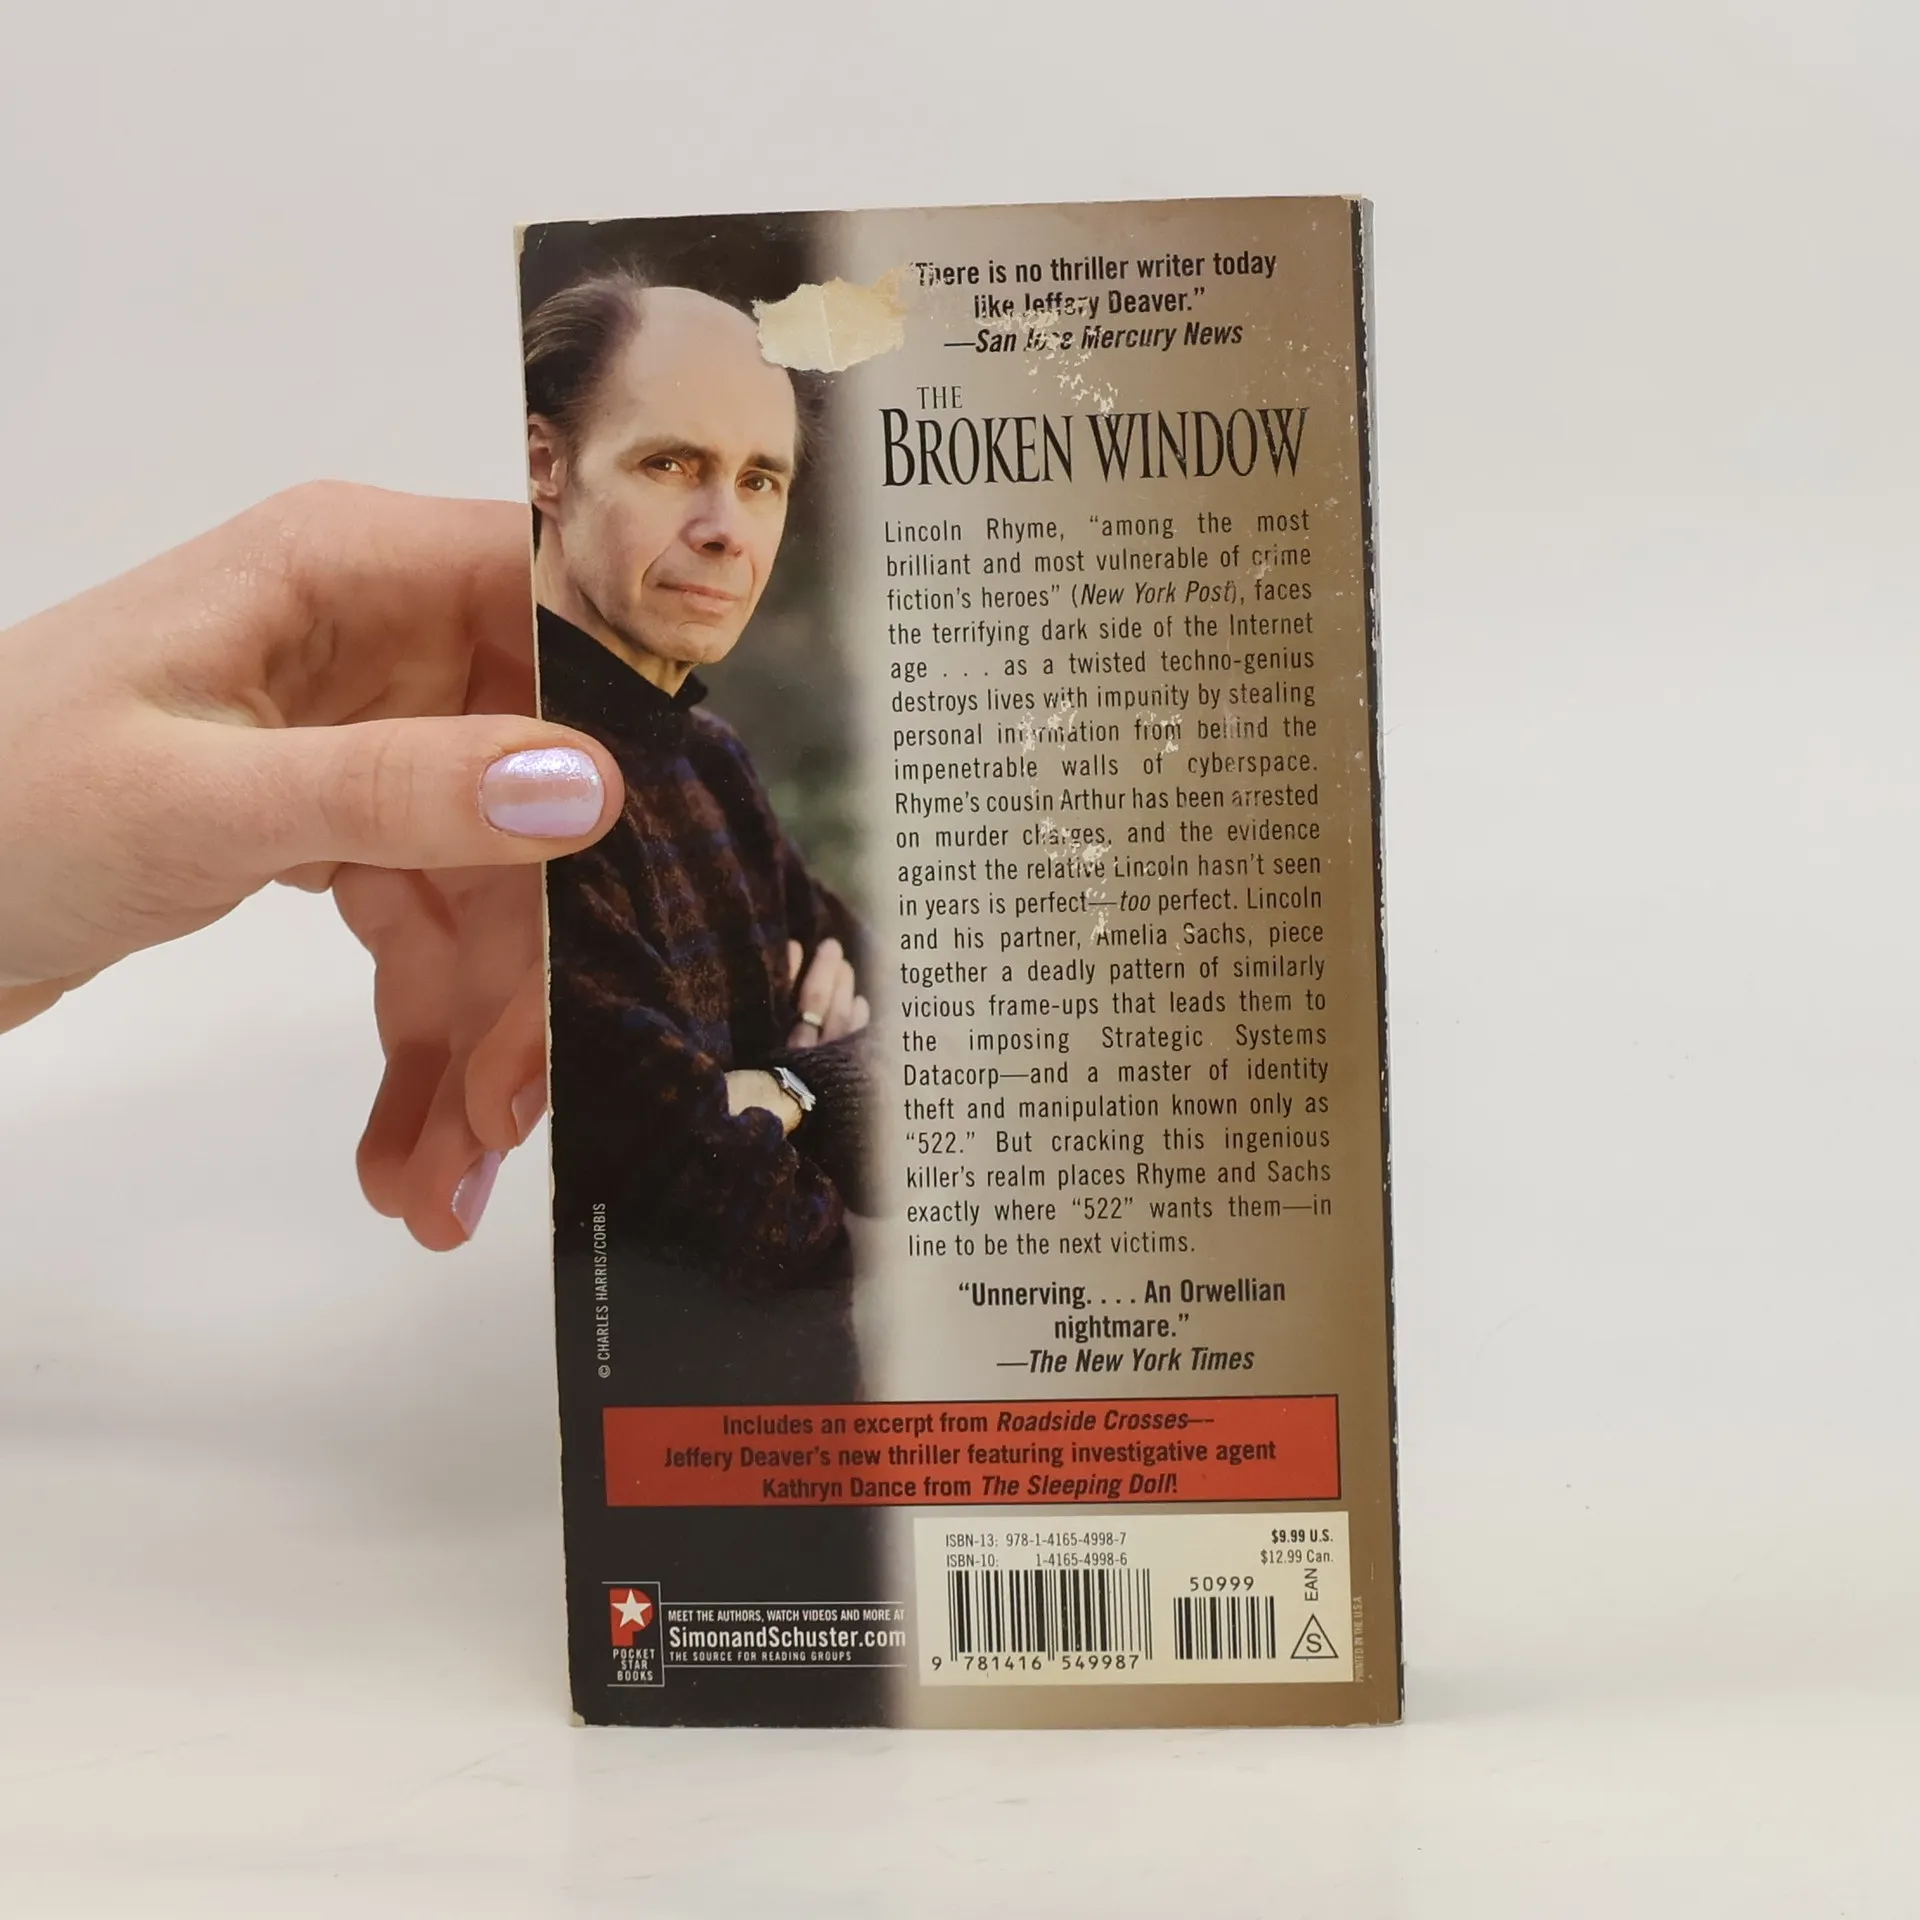 "There is no thriller writer today
like Jeffery Deaver."
—San Jose Mercury News
THE
BROKEN WINDOW
Lincoln Rhyme, "among the most
brilliant and most vulnerable of crime
fiction's heroes" (New York Post), faces
the terrifying dark side of the Internet
age . . . as a twisted techno-genius
destroys lives with impunity by stealing
personal information from behind the
impenetrable walls of cyberspace.
Rhyme's cousin Arthur has been arrested
on murder charges, and the evidence
against the relative Lincoln hasn't seen
in years is perfect—too perfect. Lincoln
and his partner, Amelia Sachs, piece
together a deadly pattern of similarly
vicious frame-ups that leads them to
the imposing Strategic Systems
Datacorp—and a master of identity
theft and manipulation known only as
"522." But cracking this ingenious
killer's realm places Rhyme and Sachs
exactly where "522" wants them—in
line to be the next victims.
"Unnerving. . . . An Orwellian
nightmare."
—The New York Times
© CHARLES HARRIS/CORBIS
Includes an excerpt from Roadside Crosses—
Jeffery Deaver's new thriller featuring investigative agent
Kathryn Dance from The Sleeping Doll!
P
POCKET
STAR
BOOKS
MEET THE AUTHORS, WATCH VIDEOS AND MORE AT
SimonandSchuster.com
THE SOURCE FOR READING GROUPS
ISBN-13: 978-1-4165-4998-7
ISBN-10: 1-4165-4998-6
$9.99 U.S.
$12.99 Can.
50999
EAN
S
9 781416 549987
PRINTED IN THE U.S.A